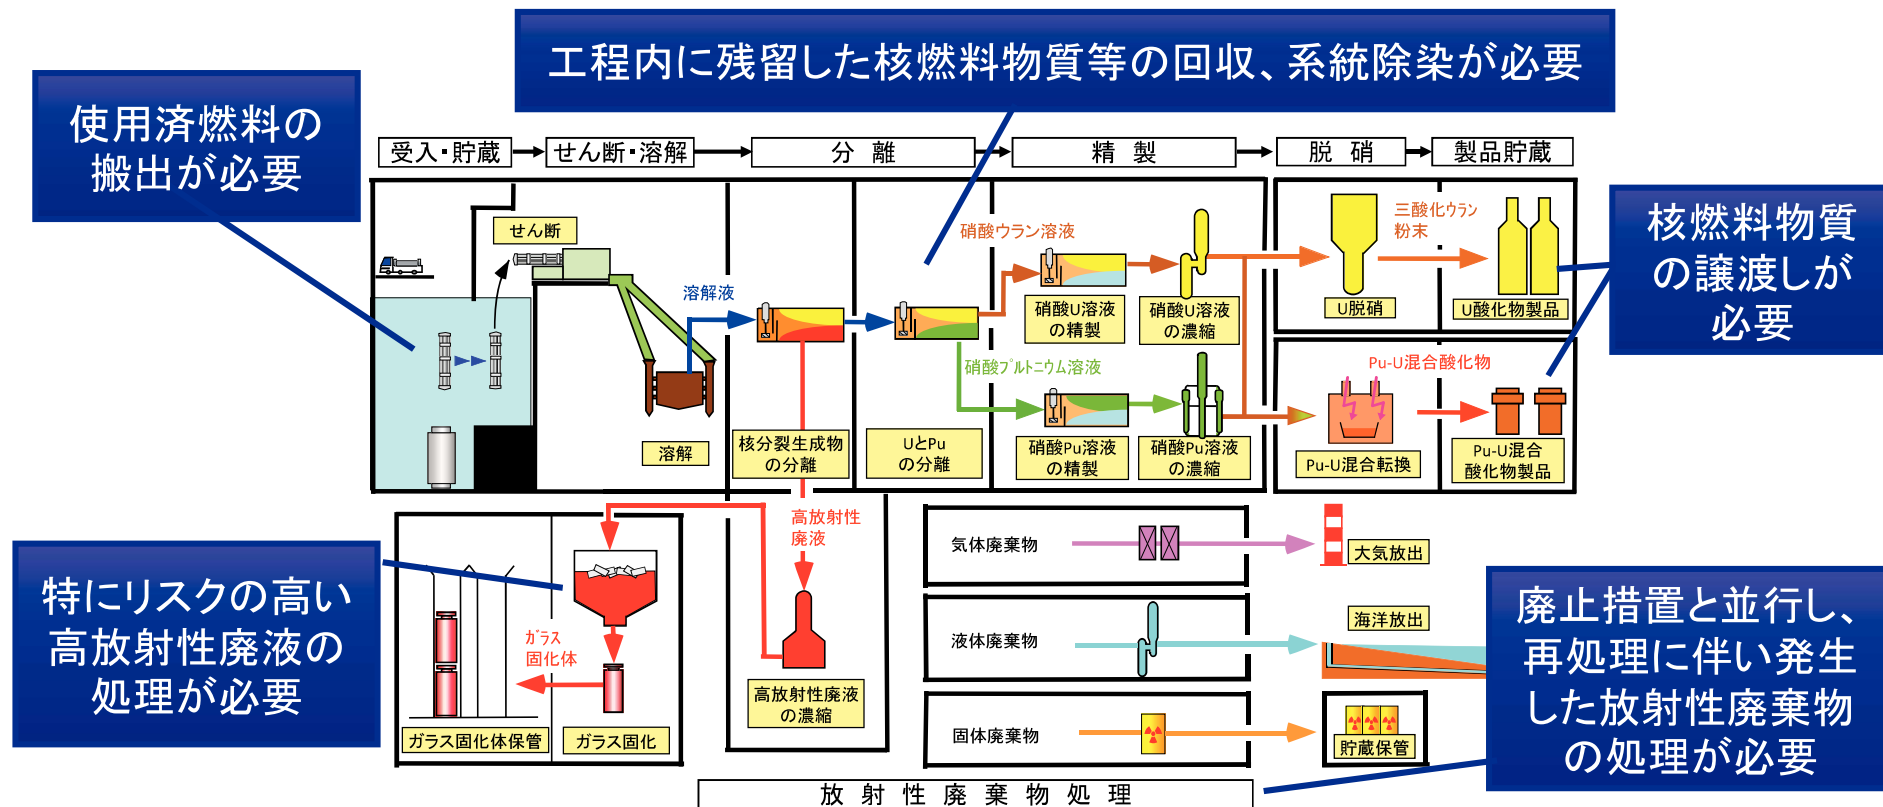 工程内に残留した核燃料物質等の回収、系統除染が必要
使用済燃料の
搬出が必要
受入・貯蔵
せん断・溶解
分離
精製
脱硝
製品貯蔵
核燃料物質
の譲渡しが
必要
せん断
溶解液
溶解
核分裂生成物
の分離
UとPu
の分離
硝酸ウラン溶液
硝酸U溶液
の精製
硝酸U溶液
の濃縮
硝酸プルトニウム溶液
硝酸Pu溶液
の精製
硝酸Pu溶液
の濃縮
U脱硝
三酸化ウラン
粉末
U酸化物製品
Pu-U混合酸化物
Pu-U混合転換
Pu-U混合
酸化物製品
特にリスクの高い
高放射性廃液の
処理が必要
高放射性
廃液
ガラス
固化体
ガラス固化体保管
ガラス固化
高放射性廃液
の濃縮
気体廃棄物
大気放出
液体廃棄物
海洋放出
固体廃棄物
貯蔵保管
廃止措置と並行し、
再処理に伴い発生
した放射性廃棄物
の処理が必要
放射性廃棄物処理